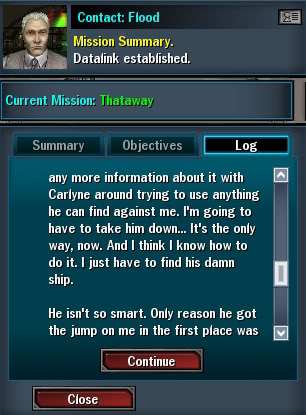 Contact: Flood
Mission Summary.
Datalink established.
Current Mission: Thataway
Summary
Objectives
Log
any more information about it with
Carlyne around trying to use anything
he can find against me. I'm going to
have to take him down... It's the only
way, now. And I think I know how to
do it. I just have to find his damn
ship.
He isn't so smart. Only reason he got
the jump on me in the first place was
Continue
Close